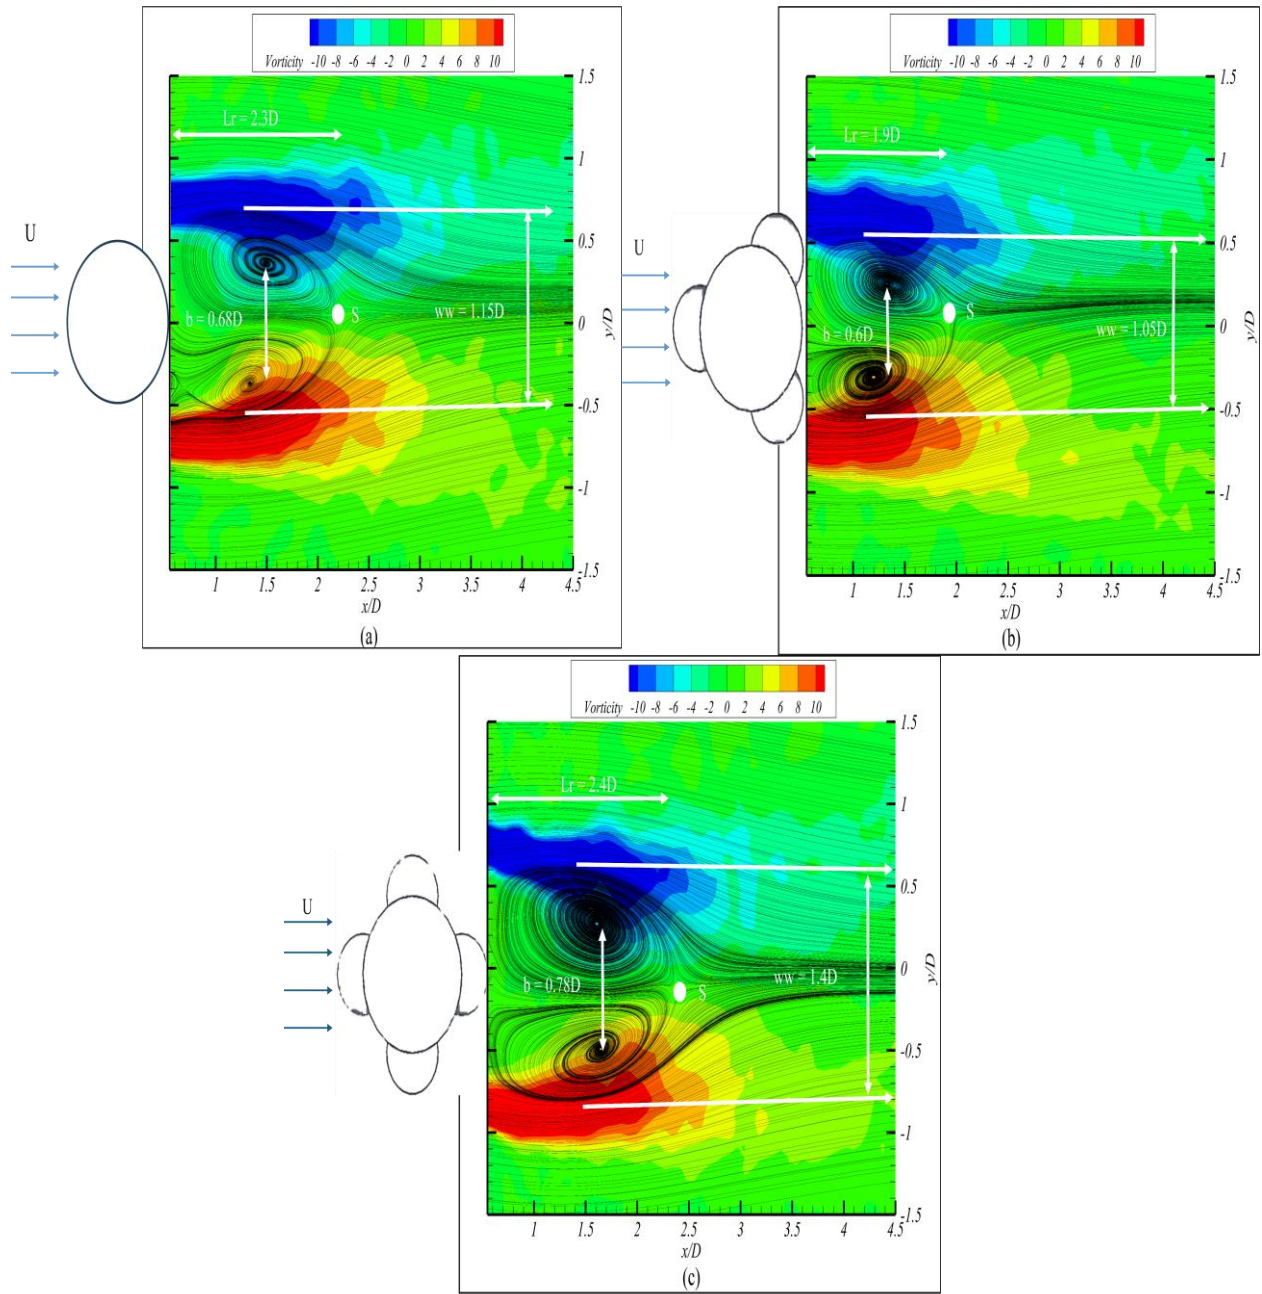 Vorticity -10 -8 -6 -4 -2 0 2 4 6 8 10
Lr = 2.3D
U
b = 0.68D
S
ww = 1.15D
1.5
1
0.5
0
-0.5
-1
-1.5
y/D
1 1.5 2 2.5 3 3.5 4 4.5
x/D
(a)
Vorticity -10 -8 -6 -4 -2 0 2 4 6 8 10
Lr = 1.9D
U
b = 0.6D
S
ww = 1.05D
1.5
1
0.5
0
-0.5
-1
-1.5
y/D
1 1.5 2 2.5 3 3.5 4 4.5
x/D
(b)
Vorticity -10 -8 -6 -4 -2 0 2 4 6 8 10
Lr = 2.4D
U
b = 0.78D
S
ww = 1.4D
1.5
1
0.5
0
-0.5
-1
-1.5
y/D
1 1.5 2 2.5 3 3.5 4 4.5
x/D
(c)